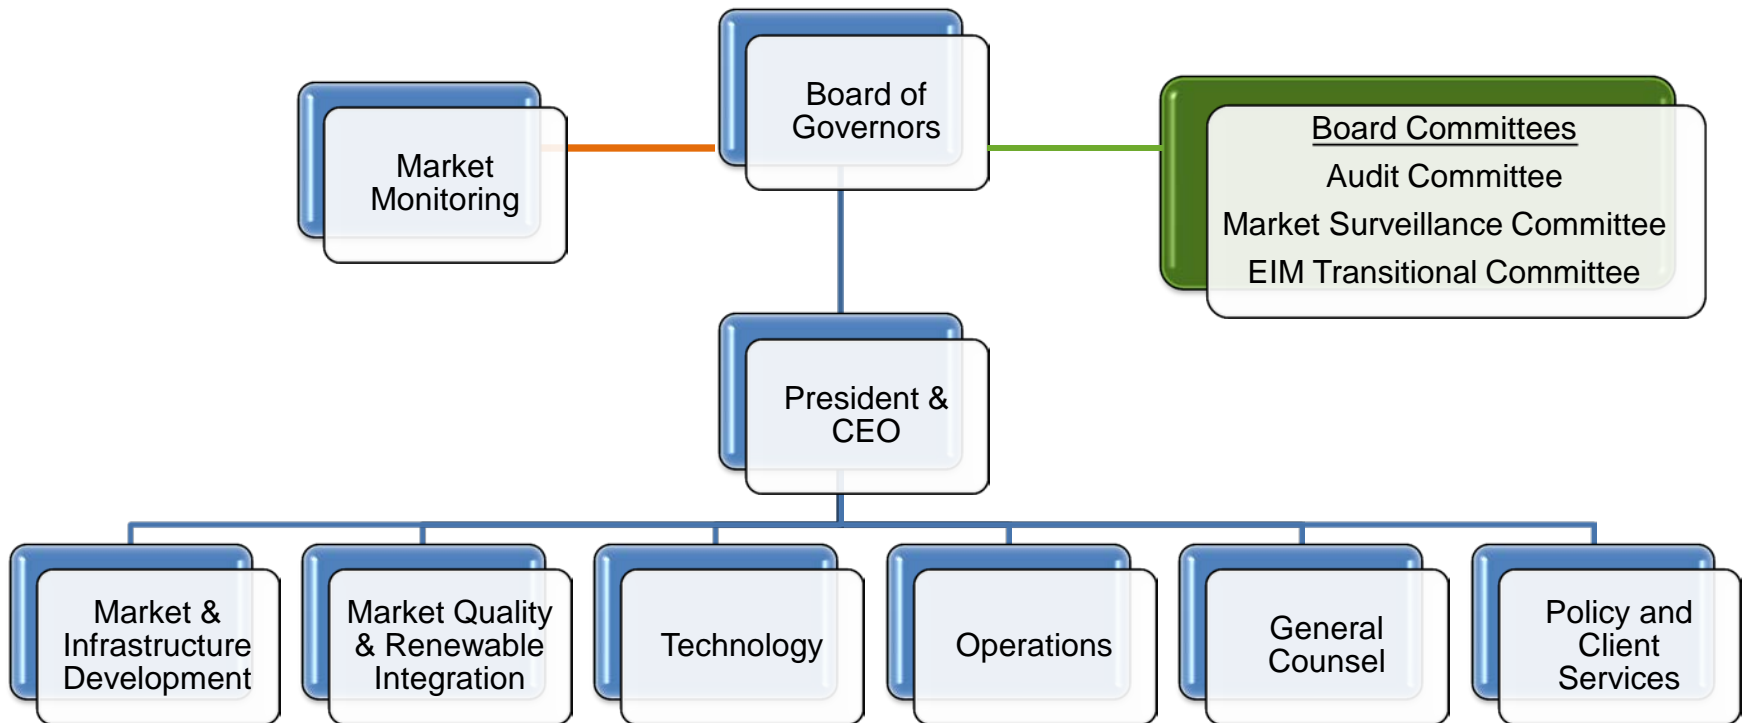 Board of
Governors
Market
Monitoring
Board Committees
Audit Committee
Market Surveillance Committee
EIM Transitional Committee
President &
CEO
Market &
Infrastructure
Development
Market Quality
& Renewable
Integration
Technology
Operations
General
Counsel
Policy and
Client
Services